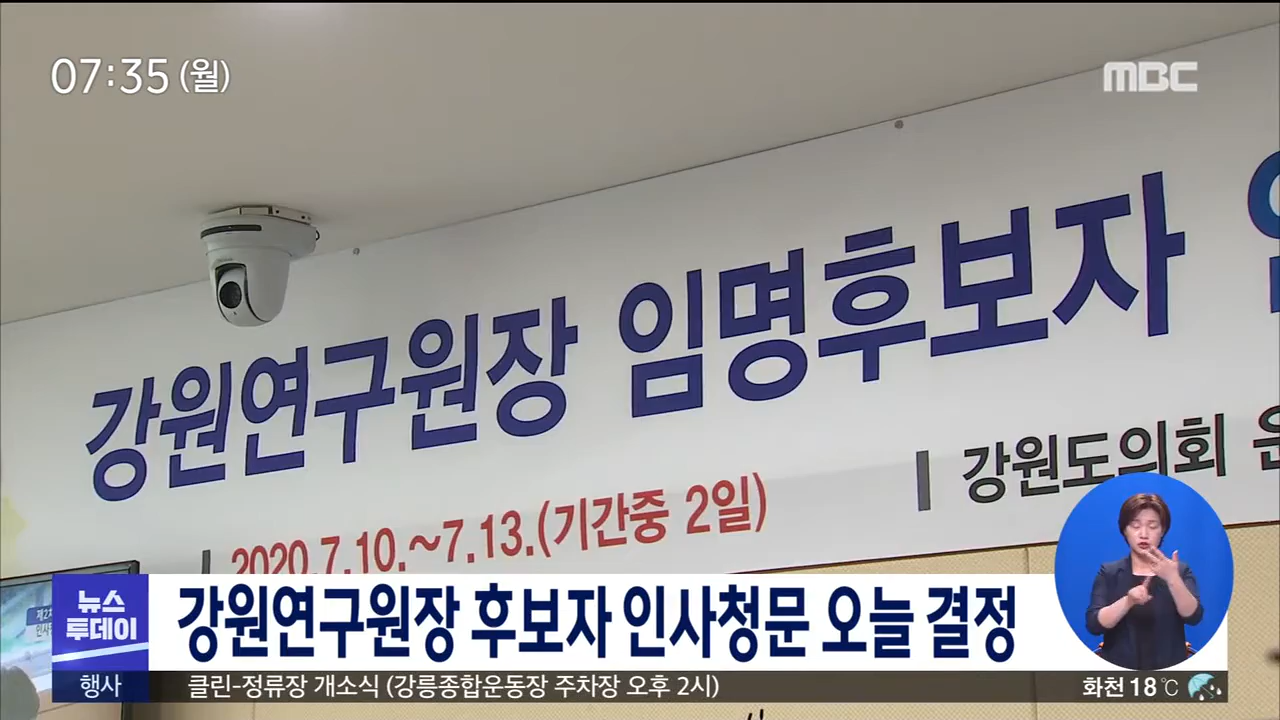 07:35 (월)
MBC
강원연구원장 임명후보자
강원도의회
2020.7.10.~7.13.(기간중 2일)
뉴스
투데이
강원연구원장 후보자 인사청문 오늘 결정
행사
클린-정류장 개소식 (강릉종합운동장 주차장 오후 2시)
화천 18℃